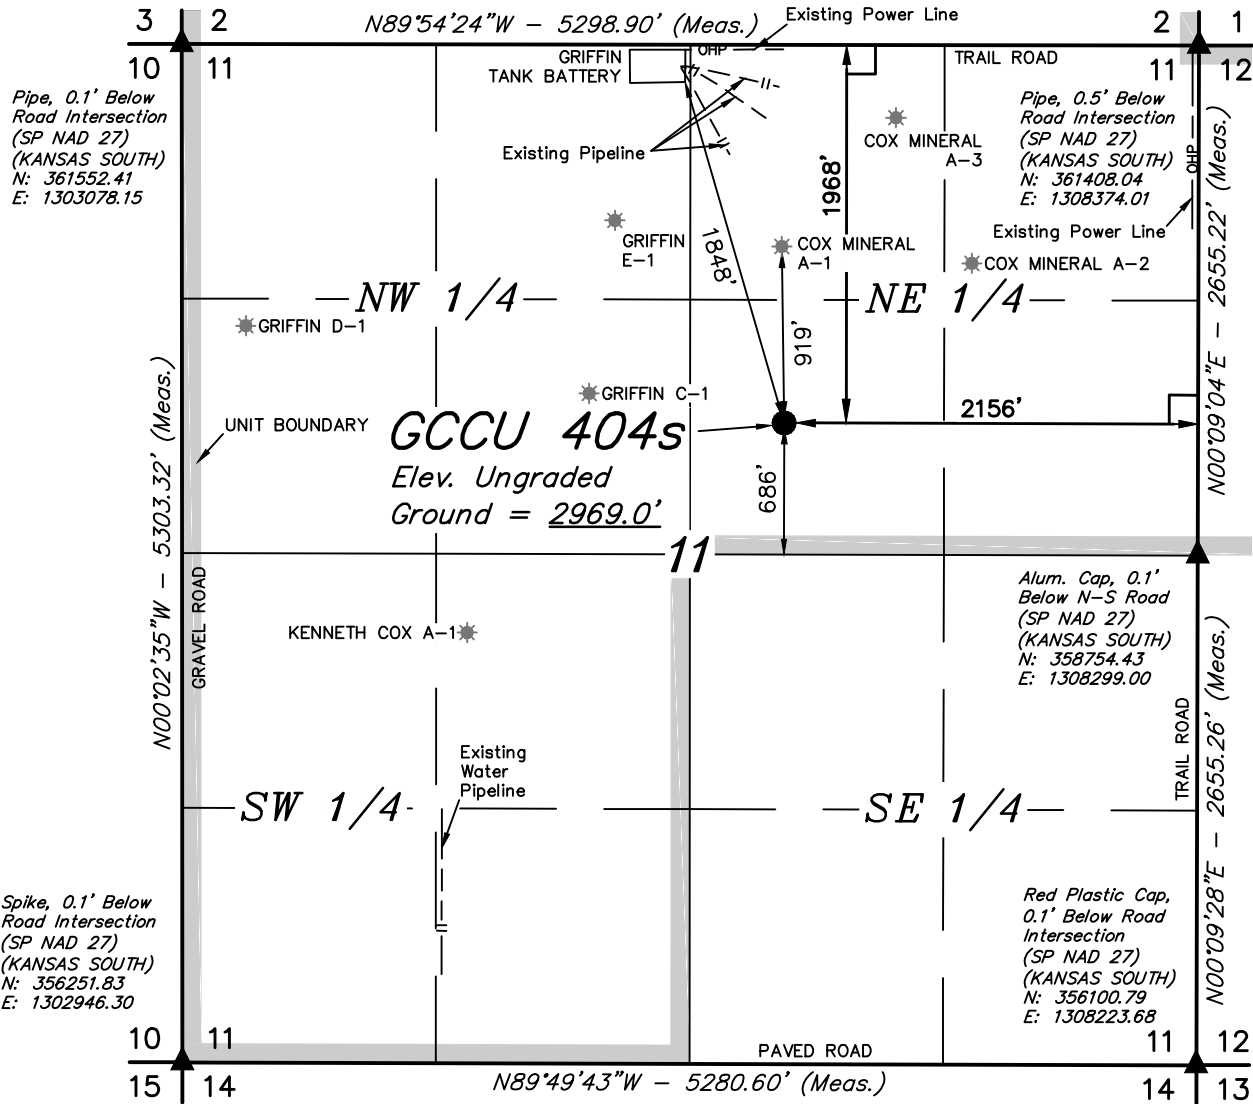 N89°54'24"W - 5298.90' (Meas.)
Existing Power Line
3
2
2
1
10
11
11
12
GRIFFIN
TANK BATTERY
OHP
TRAIL ROAD
Pipe, 0.1' Below
Road Intersection
(SP NAD 27)
(KANSAS SOUTH)
N: 361552.41
E: 1303078.15
Existing Pipeline
COX MINERAL
A-3
Pipe, 0.5' Below
Road Intersection
(SP NAD 27)
(KANSAS SOUTH)
N: 361408.04
E: 1308374.01
OHP
Existing Power Line
N00°09'04"E - 2655.22' (Meas.)
1968'
1848'
GRIFFIN
E-1
COX MINERAL
A-1
COX MINERAL A-2
NW 1/4
NE 1/4
GRIFFIN D-1
919'
GRIFFIN C-1
2156'
UNIT BOUNDARY
GCCU 404s
Elev. Ungraded
Ground = 2969.0'
686'
N00°02'35"W - 5303.32' (Meas.)
11
GRAVEL ROAD
KENNETH COX A-1
Alum. Cap, 0.1'
Below N-S Road
(SP NAD 27)
(KANSAS SOUTH)
N: 358754.43
E: 1308299.00
TRAIL ROAD
N00°09'28"E - 2655.26' (Meas.)
Existing
Water
Pipeline
SW 1/4
SE 1/4
Spike, 0.1' Below
Road Intersection
(SP NAD 27)
(KANSAS SOUTH)
N: 356251.83
E: 1302946.30
Red Plastic Cap,
0.1' Below Road
Intersection
(SP NAD 27)
(KANSAS SOUTH)
N: 356100.79
E: 1308223.68
10
11
PAVED ROAD
11
12
15
14
N89°49'43"W - 5280.60' (Meas.)
14
13